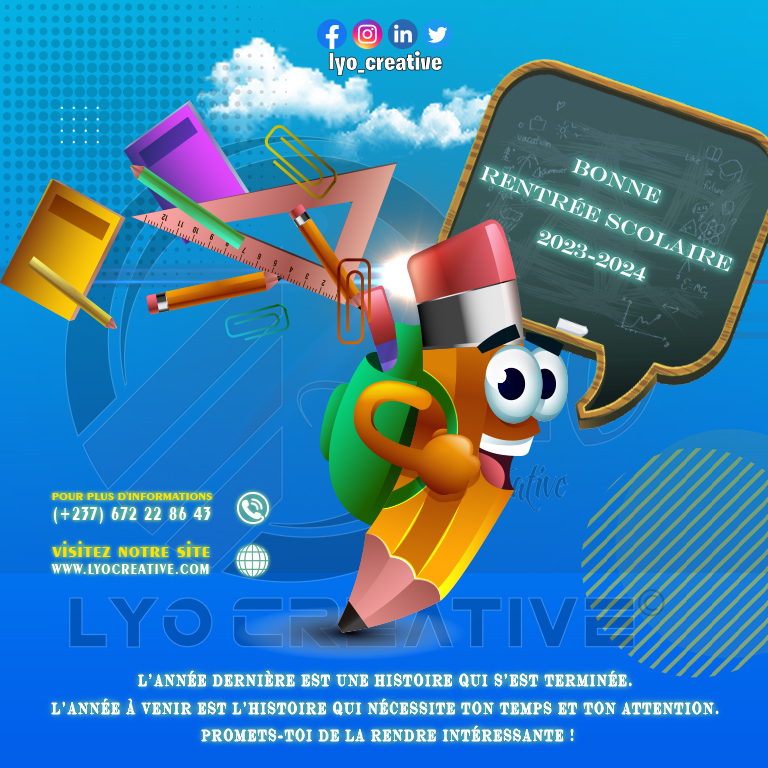 lyo_creative
BONNE
RENTRÉE SCOLAIRE
2023-2024
POUR PLUS D'INFORMATIONS
(+237) 672 22 86 43
VISITEZ NOTRE SITE
WWW.LYOCREATIVE.COM
LYO CREATIVE©
L'ANNÉE DERNIÈRE EST UNE HISTOIRE QUI S'EST TERMINÉE.
L'ANNÉE À VENIR EST L'HISTOIRE QUI NÉCESSITE TON TEMPS ET TON ATTENTION.
PROMETS-TOI DE LA RENDRE INTÉRESSANTE !